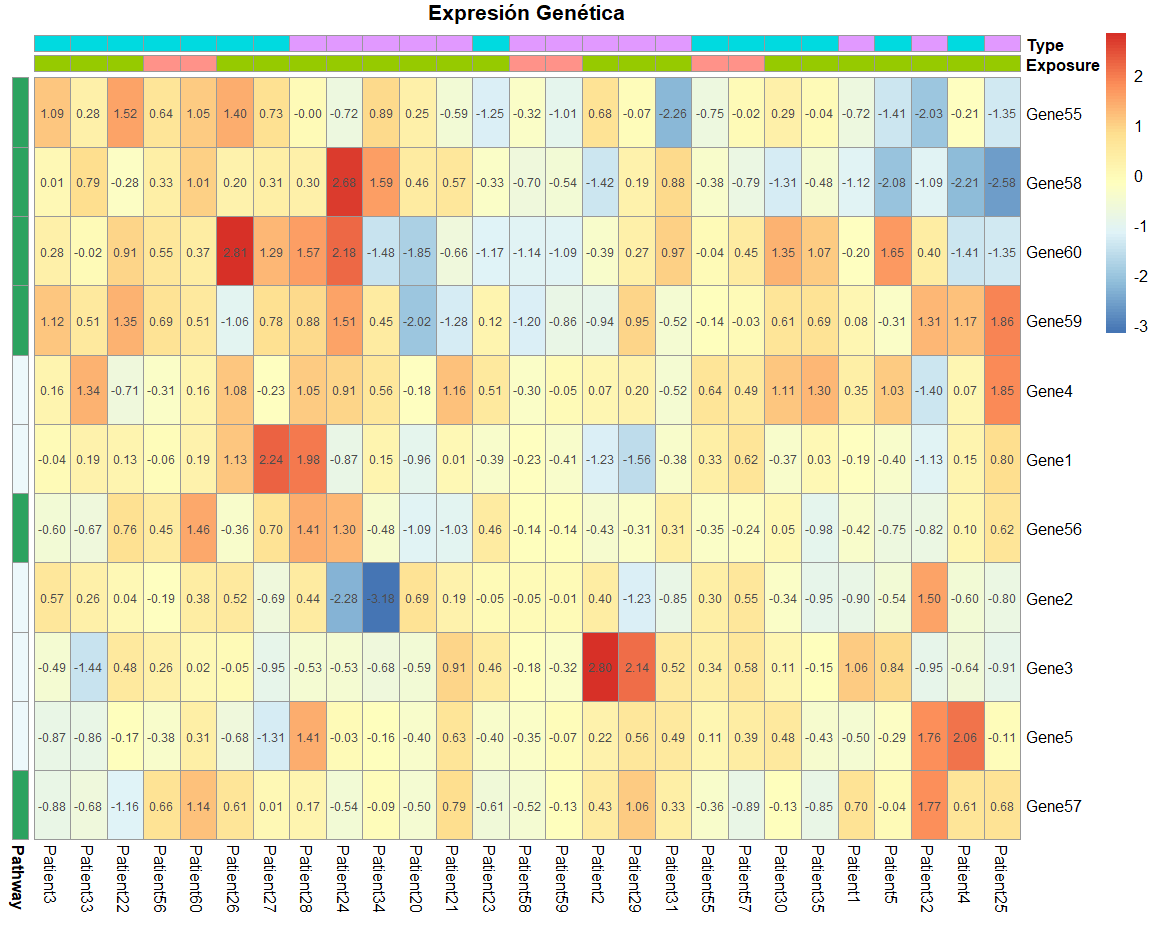 Expresión Genética
Type
Exposure
1.09 0.28 1.52 0.64 1.05 1.40 0.73 -0.00 -0.72 0.89 0.25 -0.59 -1.25 -0.32 -1.01 0.68 -0.07 -2.26 -0.75 -0.02 0.29 -0.04 -0.72 -1.41 -2.03 -0.21 -1.35 Gene55
0.01 0.79 -0.28 0.33 1.01 0.20 0.31 0.30 2.68 1.59 0.46 0.57 -0.33 -0.70 -0.54 -1.42 0.19 0.88 -0.38 -0.79 -1.31 -0.48 -1.12 -2.08 -1.09 -2.21 -2.58 Gene58
0.28 -0.02 0.91 0.55 0.37 2.81 1.29 1.57 2.18 -1.48 -1.85 -0.66 -1.17 -1.14 -1.09 -0.39 0.27 0.97 -0.04 0.45 1.35 1.07 -0.20 1.65 0.40 -1.41 -1.35 Gene60
1.12 0.51 1.35 0.69 0.51 -1.06 0.78 0.88 1.51 0.45 -2.02 -1.28 0.12 -1.20 -0.86 -0.94 0.95 -0.52 -0.14 -0.03 0.61 0.69 0.08 -0.31 1.31 1.17 1.86 Gene59
0.16 1.34 -0.71 -0.31 0.16 1.08 -0.23 1.05 0.91 0.56 -0.18 1.16 0.51 -0.30 -0.05 0.07 0.20 -0.52 0.64 0.49 1.11 1.30 0.35 1.03 -1.40 0.07 1.85 Gene4
-0.04 0.19 0.13 -0.06 0.19 1.13 2.24 1.98 -0.87 0.15 -0.96 0.01 -0.39 -0.23 -0.41 -1.23 -1.56 -0.38 0.33 0.62 -0.37 0.03 -0.19 -0.40 -1.13 0.15 0.80 Gene1
-0.60 -0.67 0.76 0.45 1.46 -0.36 0.70 1.41 1.30 -0.48 -1.09 -1.03 0.46 -0.14 -0.14 -0.43 -0.31 0.31 -0.35 -0.24 0.05 -0.98 -0.42 -0.75 -0.82 0.10 0.62 Gene56
0.57 0.26 0.04 -0.19 0.38 0.52 -0.69 0.44 -2.28 -3.18 0.69 0.19 -0.05 -0.05 -0.01 0.40 -1.23 -0.85 0.30 0.55 -0.34 -0.95 -0.90 -0.54 1.50 -0.60 -0.80 Gene2
-0.49 -1.44 0.48 0.26 0.02 -0.05 -0.95 -0.53 -0.53 -0.68 -0.59 0.91 0.46 -0.18 -0.32 2.80 2.14 0.52 0.34 0.58 0.11 -0.15 1.06 0.84 -0.95 -0.64 -0.91 Gene3
-0.87 -0.86 -0.17 -0.38 0.31 -0.68 -1.31 1.41 -0.03 -0.16 -0.40 0.63 -0.40 -0.35 -0.07 0.22 0.56 0.49 0.11 0.39 0.48 -0.43 -0.50 -0.29 1.76 2.06 -0.11 Gene5
-0.88 -0.68 -1.16 0.66 1.14 0.61 0.01 0.17 -0.54 -0.09 -0.50 0.79 -0.61 -0.52 -0.13 0.43 1.06 0.33 -0.36 -0.89 -0.13 -0.85 0.70 -0.04 1.77 0.61 0.68 Gene57
Pathway
Patient3
Patient33
Patient22
Patient56
Patient60
Patient26
Patient27
Patient28
Patient24
Patient34
Patient20
Patient21
Patient23
Patient58
Patient59
Patient2
Patient29
Patient31
Patient55
Patient57
Patient30
Patient35
Patient1
Patient5
Patient32
Patient4
Patient25
2
1
0
-1
-2
-3